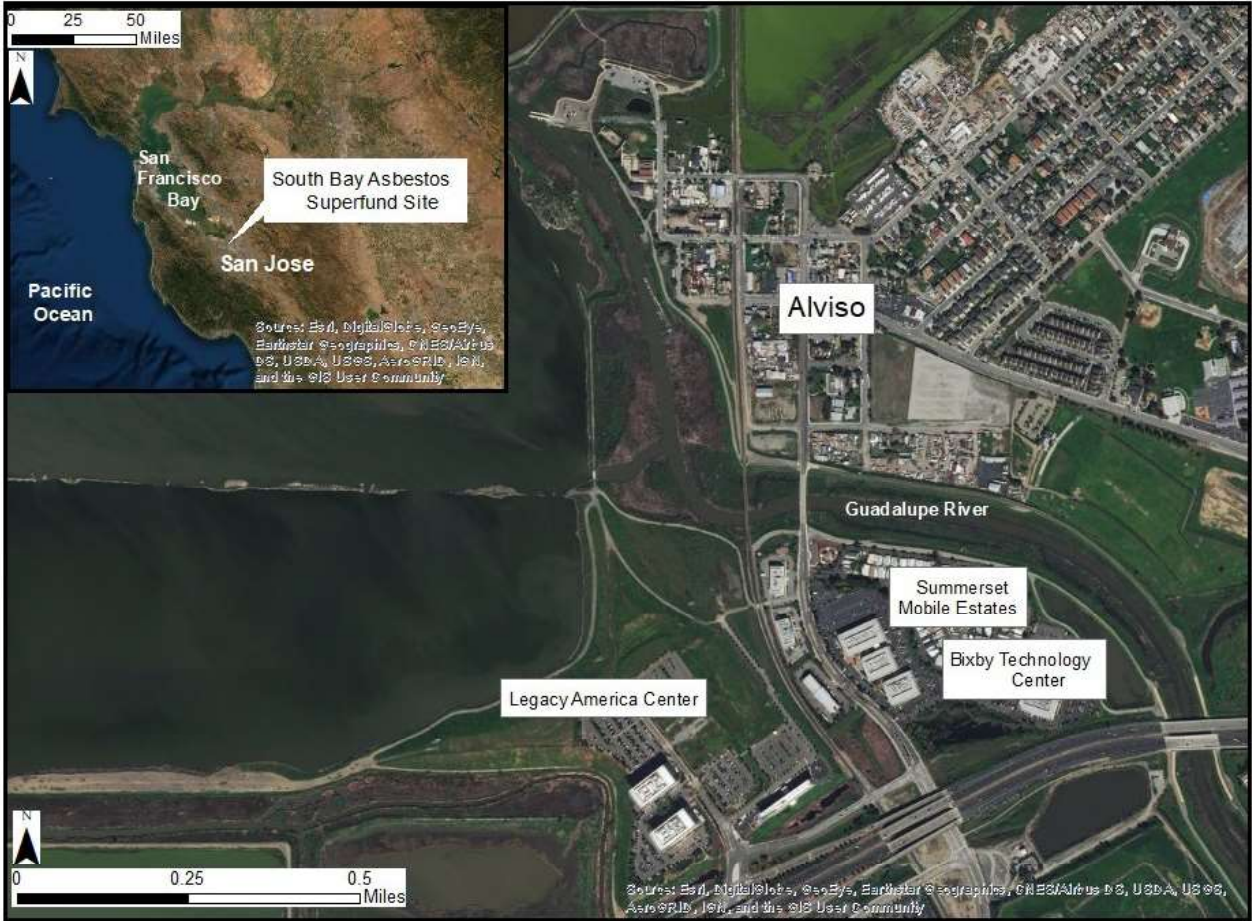 0 25 50
Miles
N
San
Francisco
Bay
South Bay Asbestos
Superfund Site
San Jose
Pacific
Ocean
Source: Esri, DigitalGlobe, GeoEye,
Earthstar Geographics, CNES/Airbus
DS, USDA, USGS, AeroGRID, IGN,
and the GIS User Community
Alviso
Guadalupe River
Summerset
Mobile Estates
Bixby Technology
Center
Legacy America Center
N
0 0.25 0.5
Miles
Source: Esri, DigitalGlobe, GeoEye, Earthstar Geographics, CNES/Airbus DS, USDA, USGS,
AeroGRID, IGN, and the GIS User Community